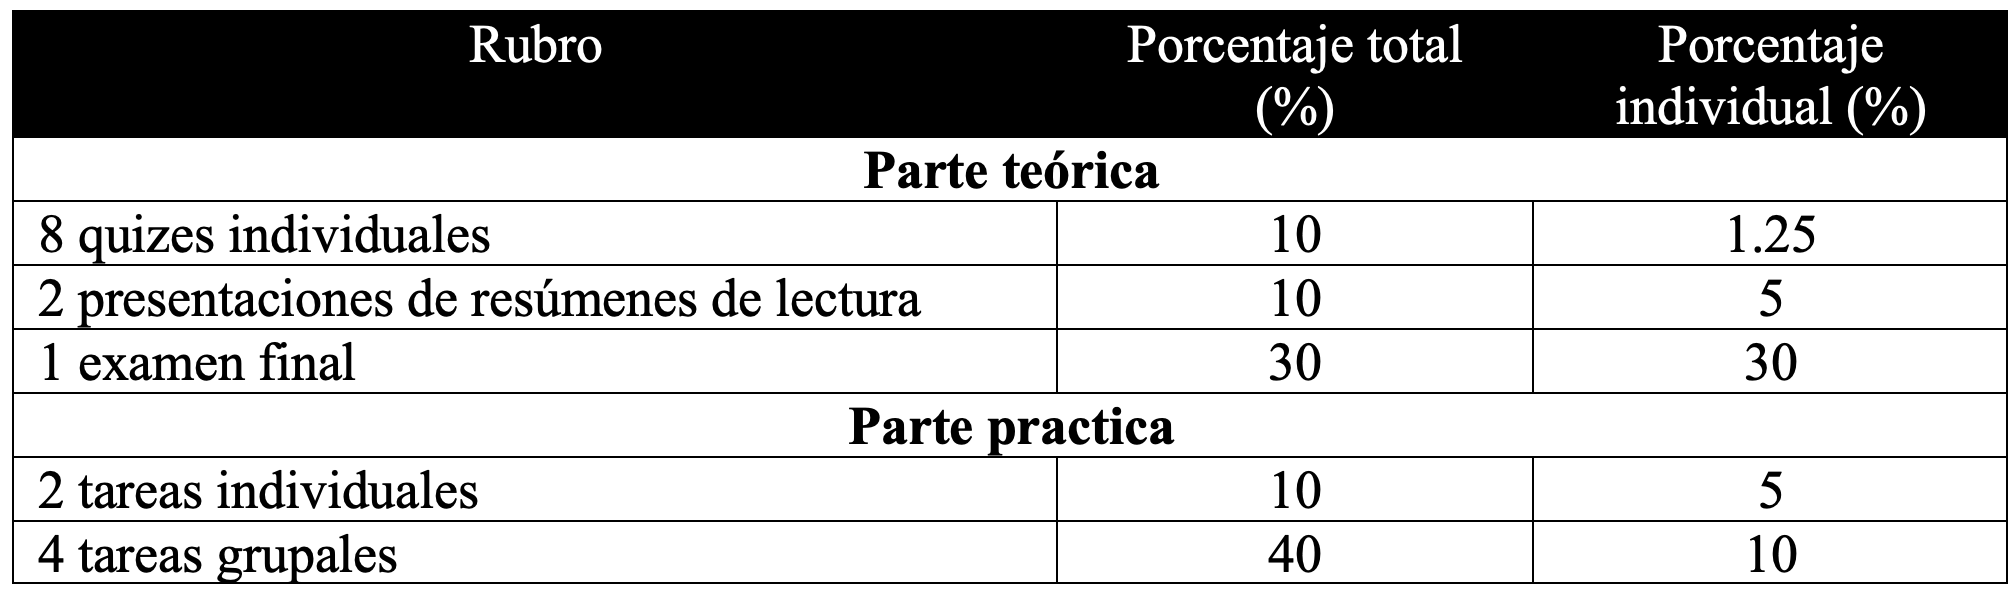 Rubro Porcentaje total (%) Porcentaje individual (%)
Parte teórica
8 quizes individuales 10 1.25
2 presentaciones de resúmenes de lectura 10 5
1 examen final 30 30
Parte practica
2 tareas individuales 10 5
4 tareas grupales 40 10